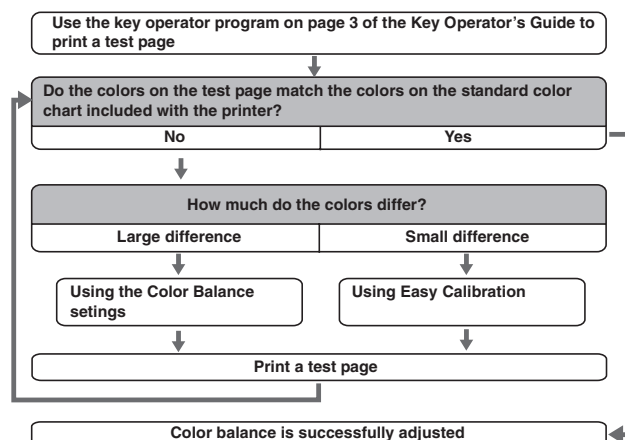 Use the key operator program on page 3 of the Key Operator's Guide to
print a test page
Do the colors on the test page match the colors on the standard color
chart included with the printer?
No
Yes
How much do the colors differ?
Large difference
Small difference
Using the Color Balance
setings
Using Easy Calibration
Print a test page
Color balance is successfully adjusted